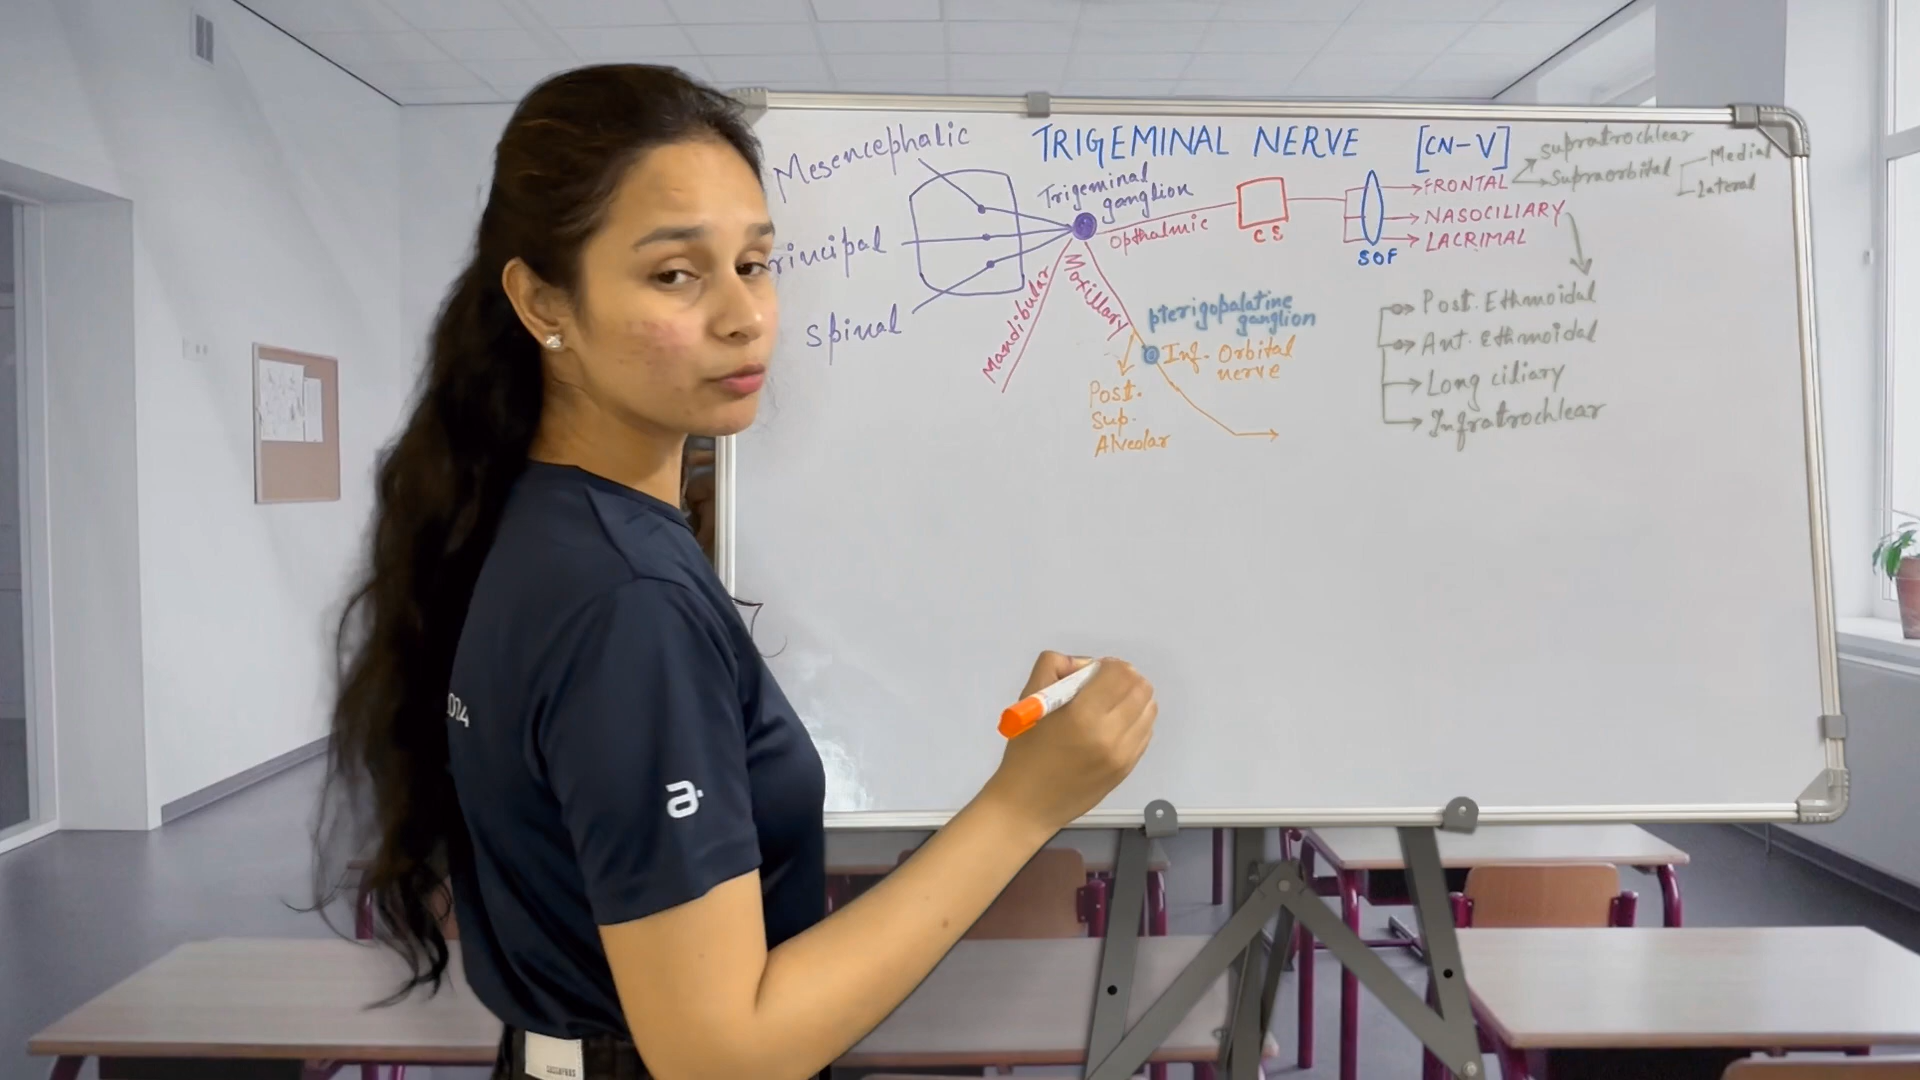 TRIGEMINAL NERVE [CN-V]
Mesencephalic
rincipal
spinal
Trigeminal
ganglion
Opthalmic
Maxillary
Mandibular
CS
SOF
FRONTAL
NASOCILIARY
LACRIMAL
supratrochlear
Supraorbital
Medial
Lateral
Post. Ethmoidal
Ant. Ethmoidal
Long ciliary
Infratrochlear
pterigopalatine
ganglion
Inf. Orbital
nerve
Post.
Sup.
Alveolar
a.